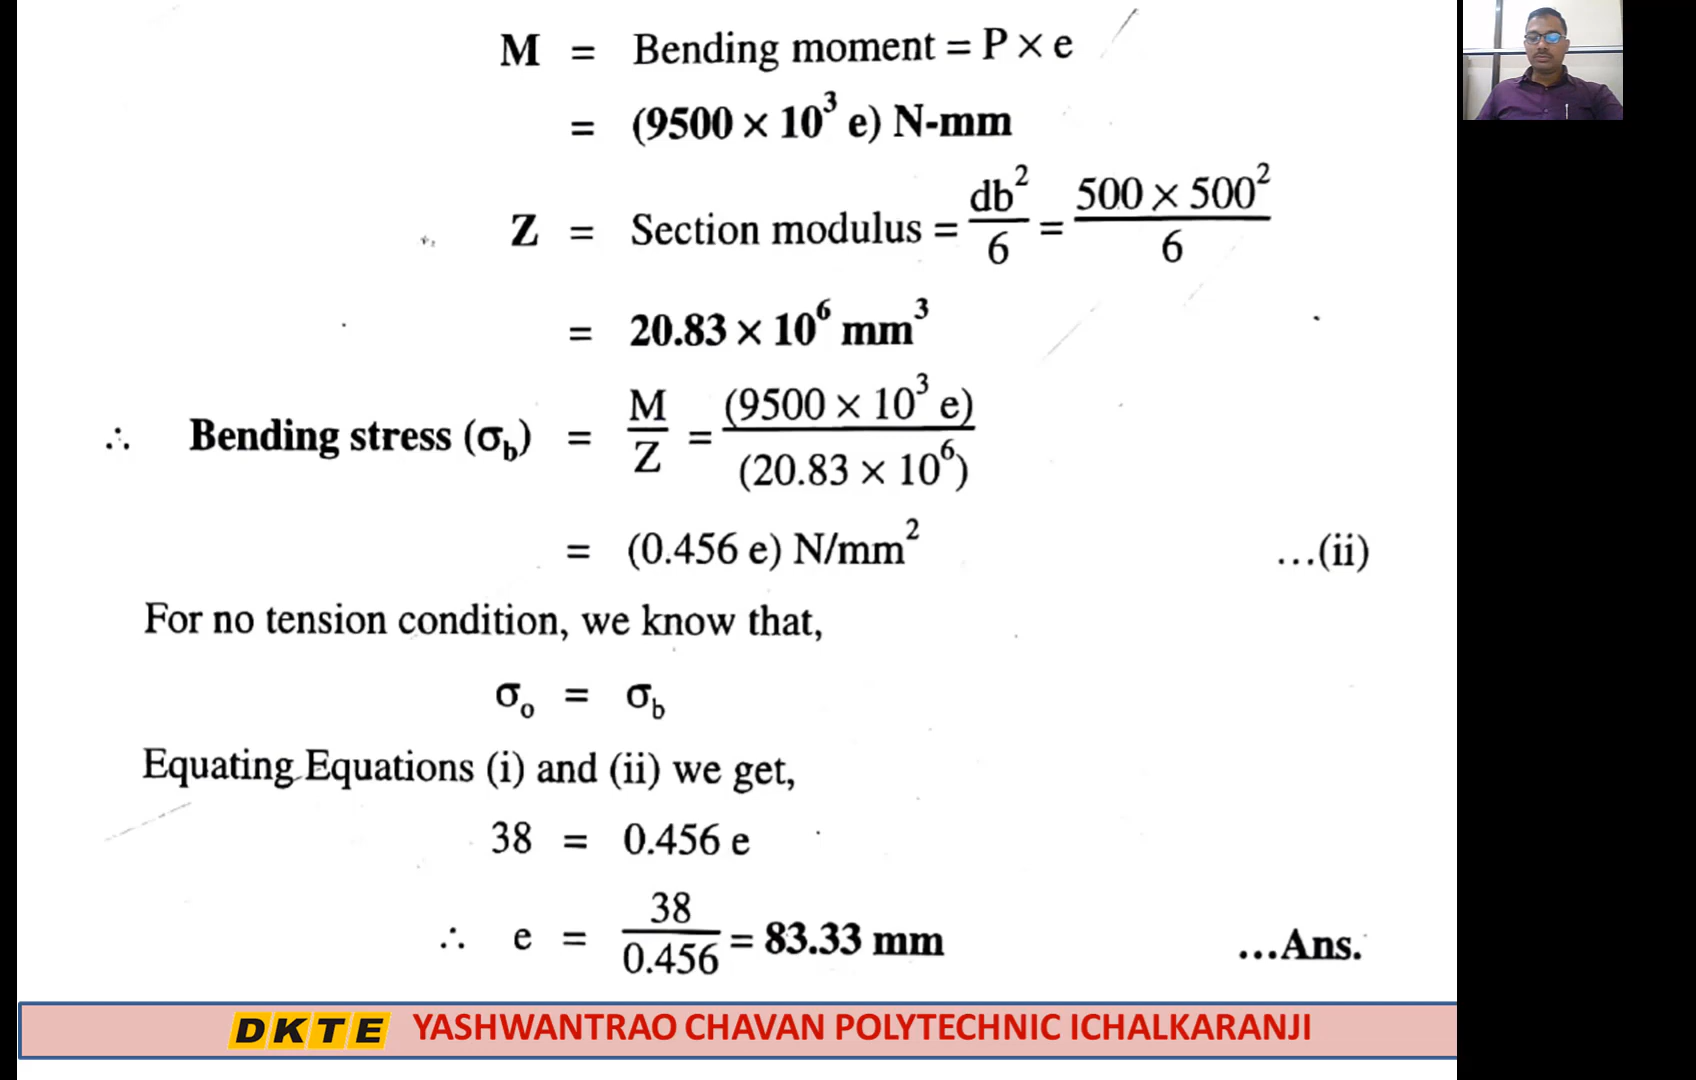 M = Bending moment = P × e
= (9500 × 10³ e) N-mm
Z = Section modulus = db²/6 = 500 × 500²/6
= 20.83 × 10⁶ mm³
∴ Bending stress (σb) = M/Z = (9500 × 10³ e)/(20.83 × 10⁶)
= (0.456 e) N/mm² ...(ii)
For no tension condition, we know that,
σo = σb
Equating Equations (i) and (ii) we get,
38 = 0.456 e
∴ e = 38/0.456 = 83.33 mm ...Ans.
DKTE YASHWANTRAO CHAVAN POLYTECHNIC ICHALKARANJI